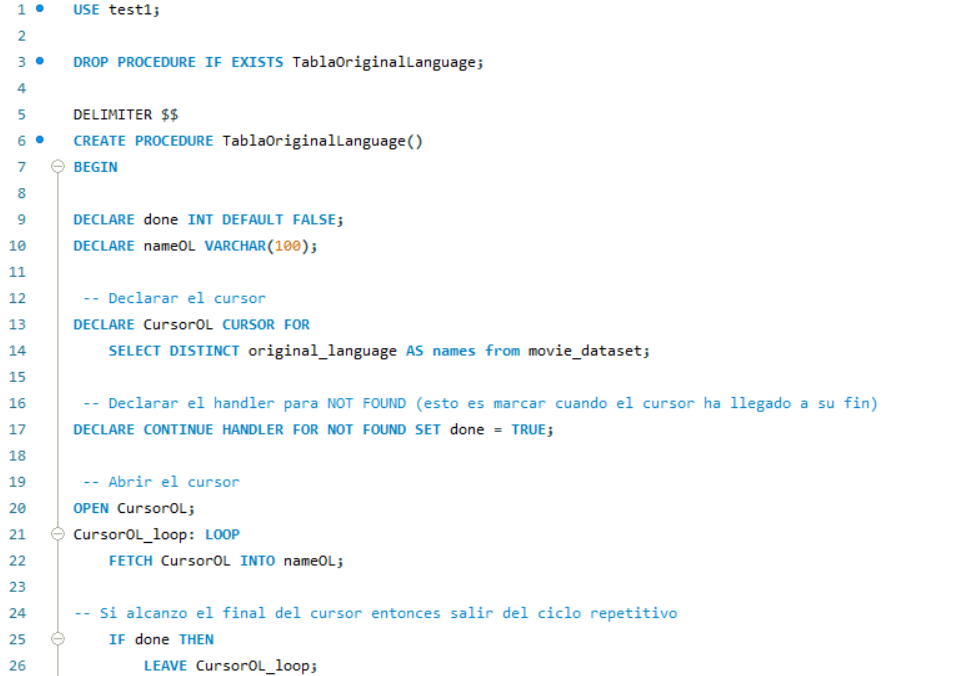 1 USE test1;
2
3 DROP PROCEDURE IF EXISTS TablaOriginalLanguage;
4
5 DELIMITER $$
6 CREATE PROCEDURE TablaOriginalLanguage()
7 BEGIN
8
9 DECLARE done INT DEFAULT FALSE;
10 DECLARE nameOL VARCHAR(100);
11
12 -- Declarar el cursor
13 DECLARE CursorOL CURSOR FOR
14 SELECT DISTINCT original_language AS names from movie_dataset;
15
16 -- Declarar el handler para NOT FOUND (esto es marcar cuando el cursor ha llegado a su fin)
17 DECLARE CONTINUE HANDLER FOR NOT FOUND SET done = TRUE;
18
19 -- Abrir el cursor
20 OPEN CursorOL;
21 CursorOL_loop: LOOP
22 FETCH CursorOL INTO nameOL;
23
24 -- Si alcanzo el final del cursor entonces salir del ciclo repetitivo
25 IF done THEN
26 LEAVE CursorOL_loop;